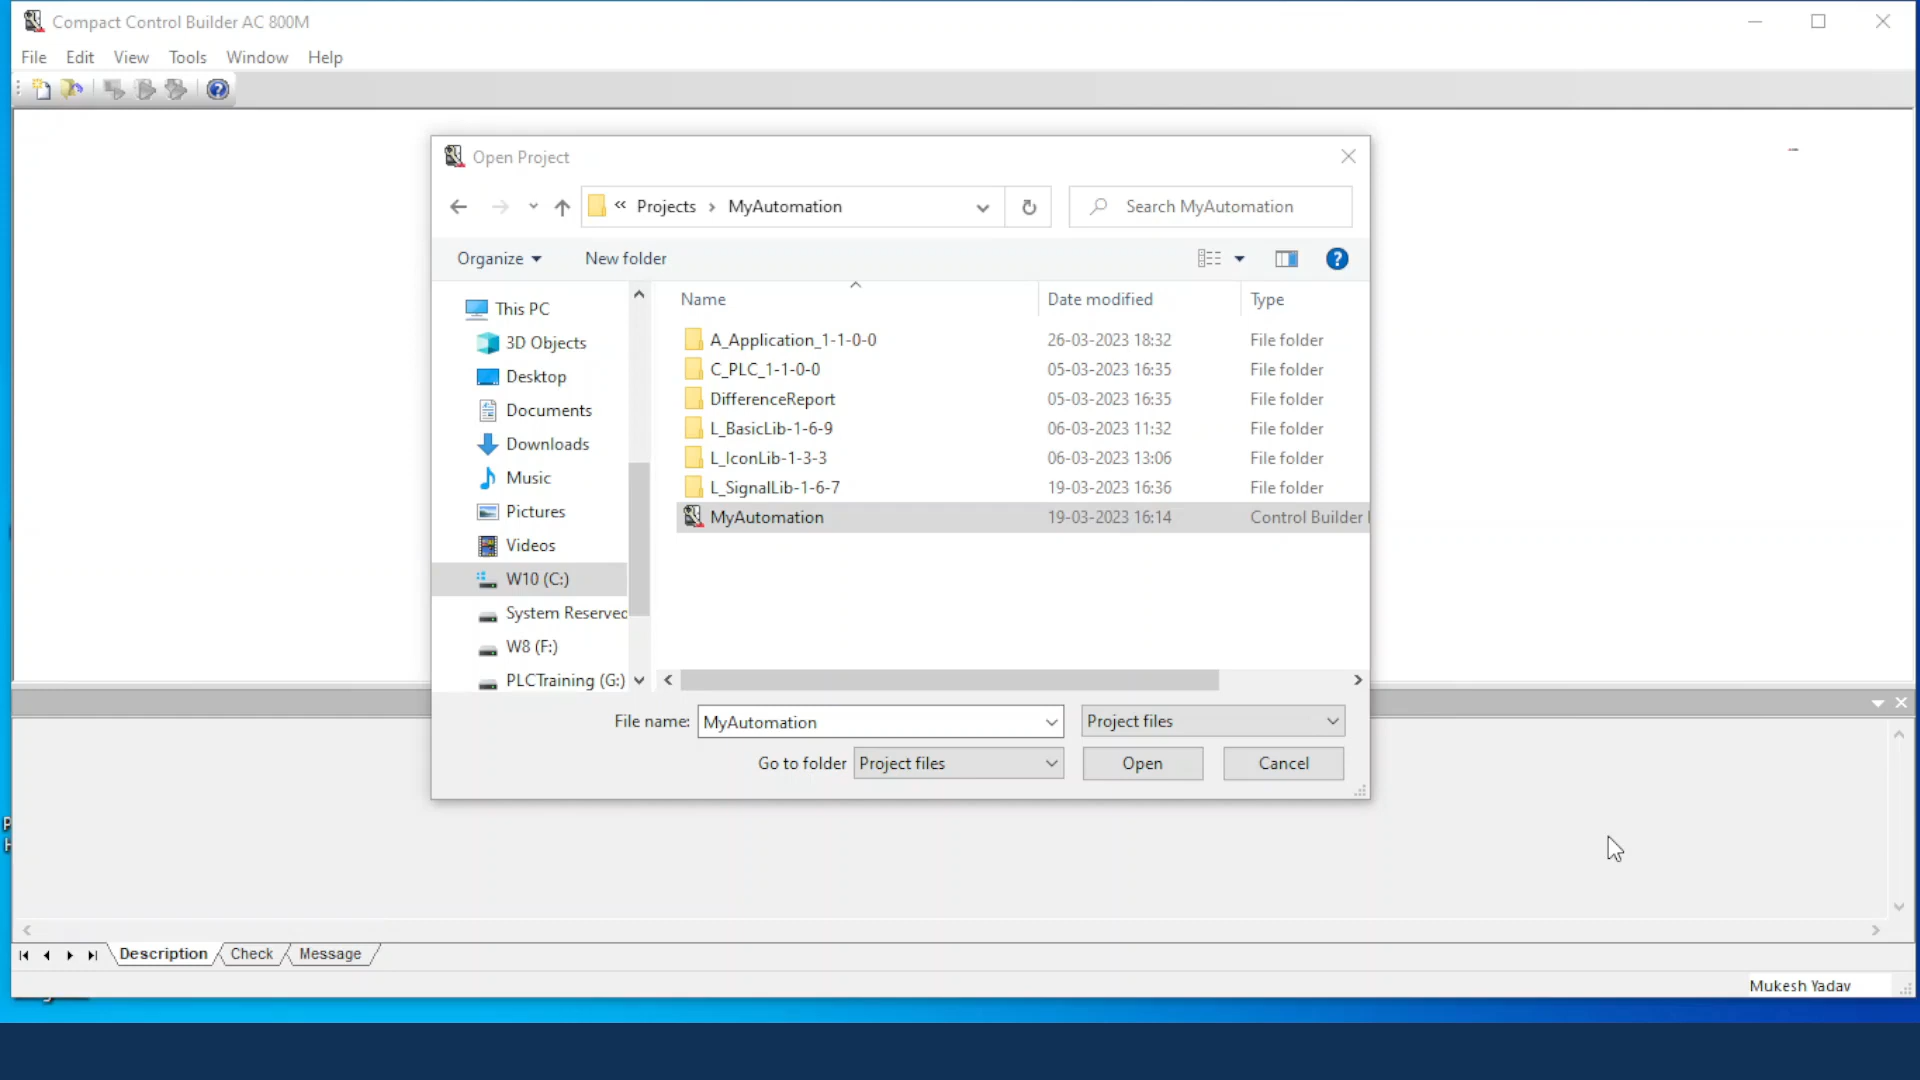 Compact Control Builder AC 800M
File Edit View Tools Window Help
Open Project
« Projects › MyAutomation
Search MyAutomation
Organize New folder
Name Date modified Type
This PC
3D Objects
Desktop
Documents
Downloads
Music
Pictures
Videos
W10 (C:)
System Reserved
W8 (F:)
PLCTraining (G:)
A_Application_1-1-0-0 26-03-2023 18:32 File folder
C_PLC_1-1-0-0 05-03-2023 16:35 File folder
DifferenceReport 05-03-2023 16:35 File folder
L_BasicLib-1-6-9 06-03-2023 11:32 File folder
L_IconLib-1-3-3 06-03-2023 13:06 File folder
L_SignalLib-1-6-7 19-03-2023 16:36 File folder
MyAutomation 19-03-2023 16:14 Control Builder
File name: MyAutomation Project files
Go to folder Project files Open Cancel
Description Check Message
Mukesh Yadav